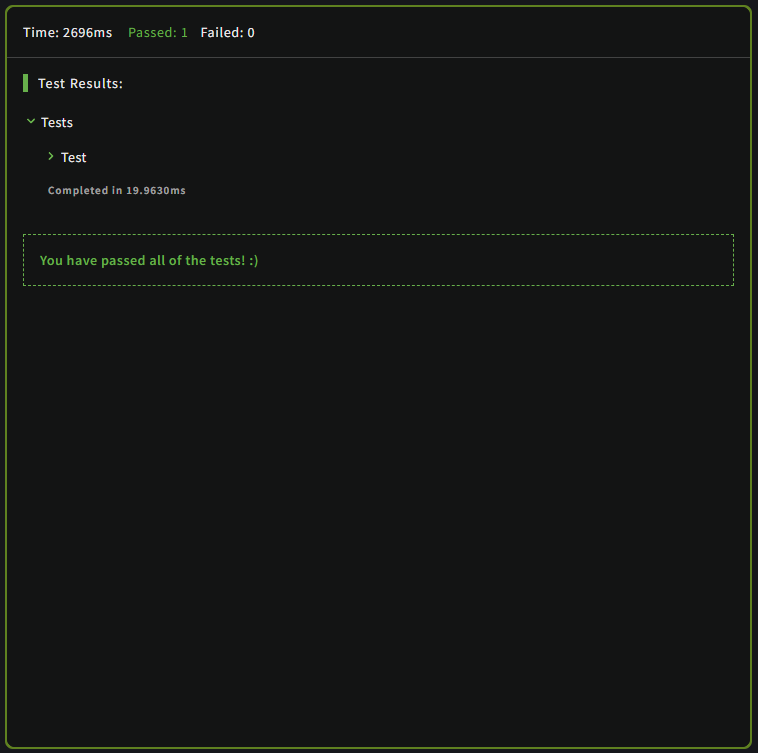 Time: 2696ms Passed: 1 Failed: 0
Test Results:
Tests
Test
Completed in 19.9630ms
You have passed all of the tests! :)